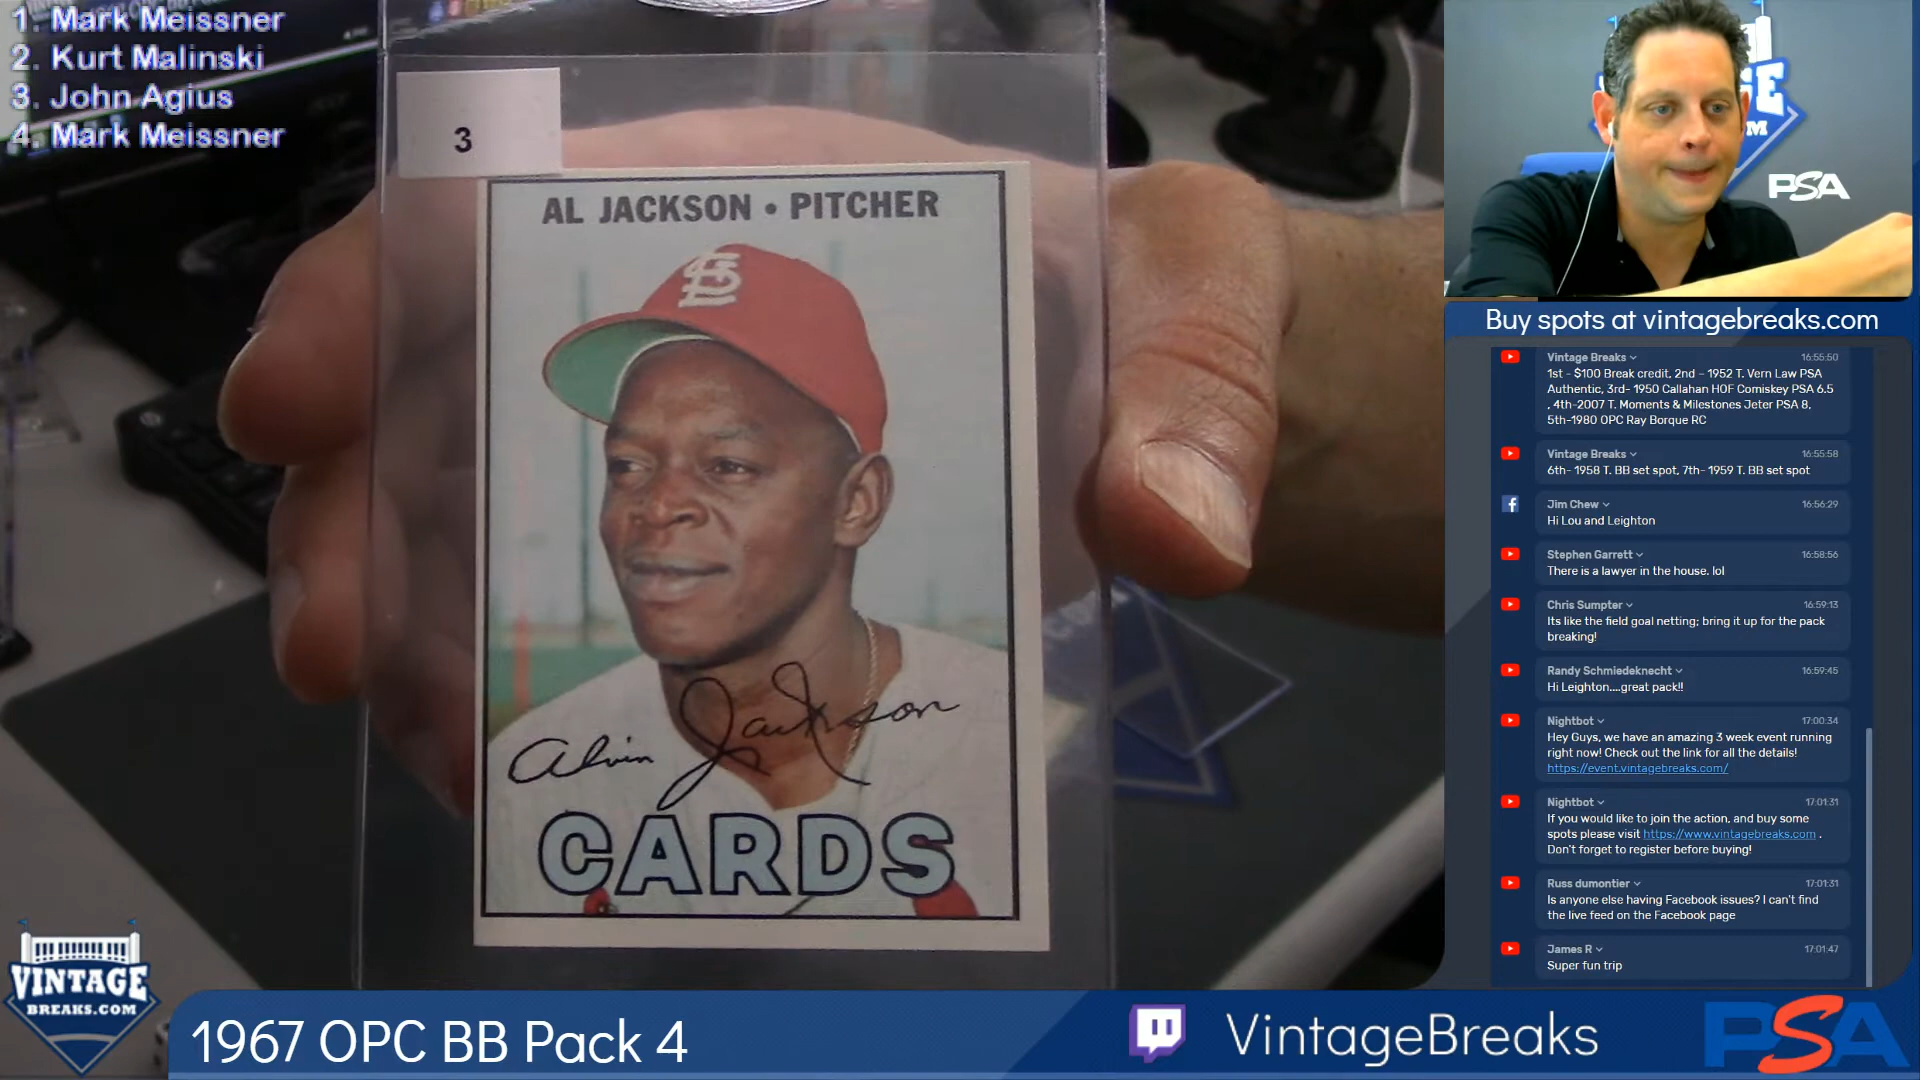 1. Mark Meissner
2. Kurt Malinski
3. John Agius
4. Mark Meissner
3
AL JACKSON • PITCHER
Alvin Jackson
CARDS
PSA
Buy spots at vintagebreaks.com
Vintage Breaks 16:55:50
1st - $100 Break credit, 2nd - 1952 T. Vern Law PSA
Authentic, 3rd- 1950 Callahan HOF Comiskey PSA 6.5
, 4th-2007 T. Moments & Milestones Jeter PSA 8,
5th-1980 OPC Ray Borque RC
Vintage Breaks 16:55:58
6th- 1958 T. BB set spot, 7th- 1959 T. BB set spot
Jim Chew 16:56:29
Hi Lou and Leighton
Stephen Garrett 16:58:56
There is a lawyer in the house. lol
Chris Sumpter 16:59:13
Its like the field goal netting; bring it up for the pack
breaking!
Randy Schmiedeknecht 16:59:45
Hi Leighton....great pack!!
Nightbot 17:00:34
Hey Guys, we have an amazing 3 week event running
right now! Check out the link for all the details!
https://event.vintagebreaks.com/
Nightbot 17:01:31
If you would like to join the action, and buy some
spots please visit https://www.vintagebreaks.com .
Don't forget to register before buying!
Russ dumontier 17:01:31
Is anyone else having Facebook issues? I can't find
the live feed on the Facebook page
James R 17:01:47
Super fun trip
VINTAGE
BREAKS.COM
1967 OPC BB Pack 4
VintageBreaks
PSA